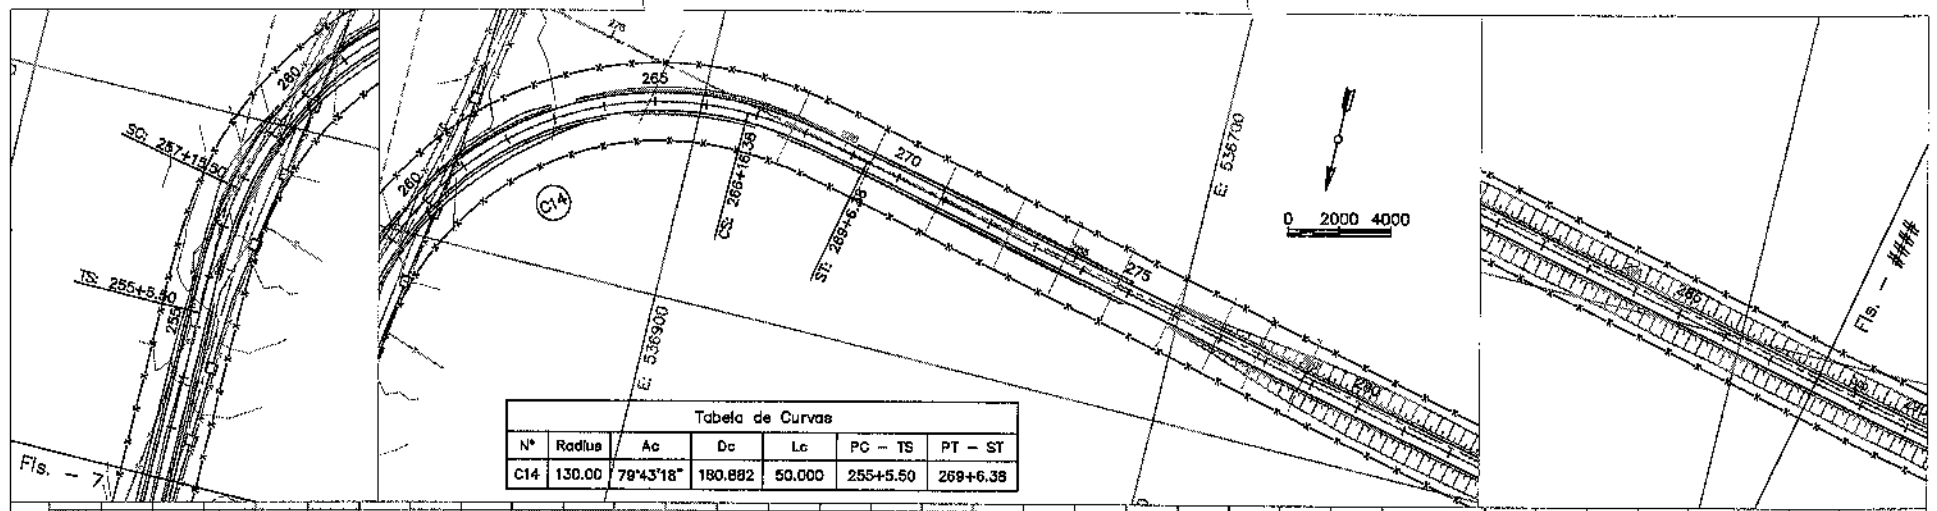 260
SC: 257+15.50
TS: 255+5.50
255
Fls. - 7
265
260
C14
CS: 266+16.38
ST: 269+6.38
270
275
280
E: 536900
E: 536700
0 2000 4000
285
Fls. - ####
290
Tabela de Curvas
N° Radius Ac Dc Lc PC - TS PT - ST
C14 130.00 79°43'18" 180.882 50.000 255+5.50 269+6.38